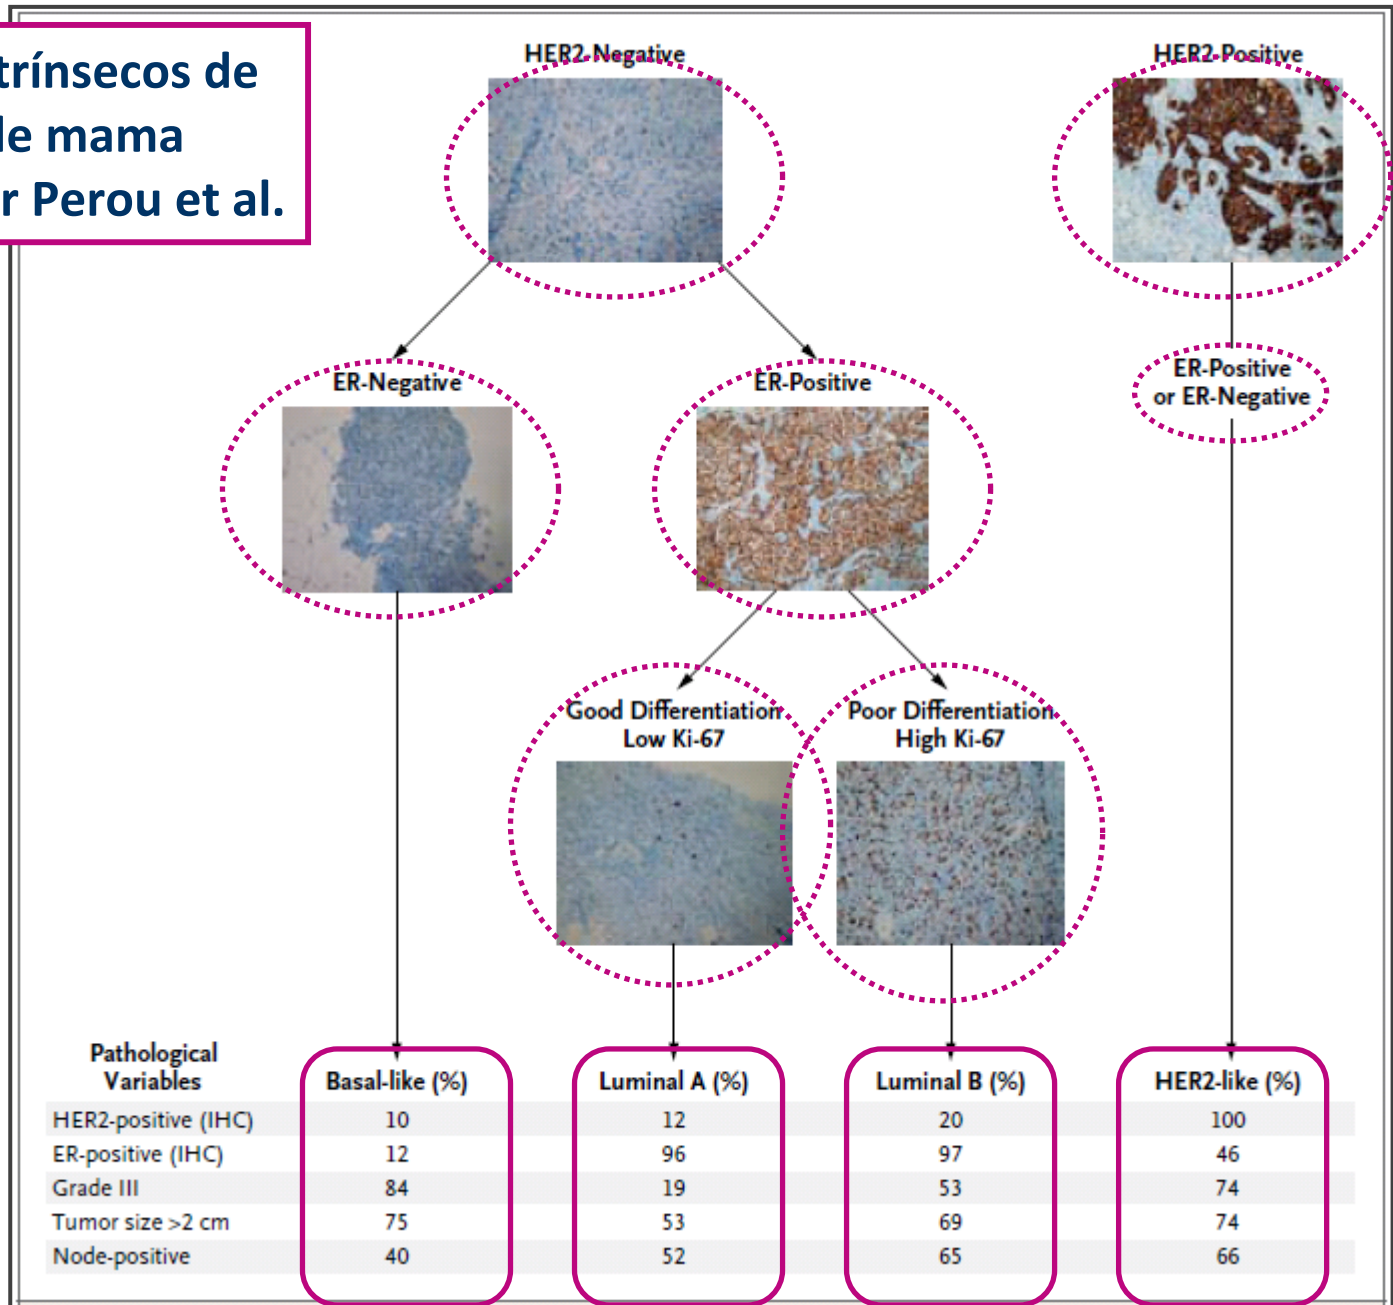 trínsecos de
de mama
r Perou et al.
HER2-Negative
HER2-Positive
ER-Negative
ER-Positive
ER-Positive
or ER-Negative
Good Differentiation
Low Ki-67
Poor Differentiation
High Ki-67
Pathological
Variables
Basal-like (%)
Luminal A (%)
Luminal B (%)
HER2-like (%)
HER2-positive (IHC) 10 12 20 100
ER-positive (IHC) 12 96 97 46
Grade III 84 19 53 74
Tumor size >2 cm 75 53 69 74
Node-positive 40 52 65 66